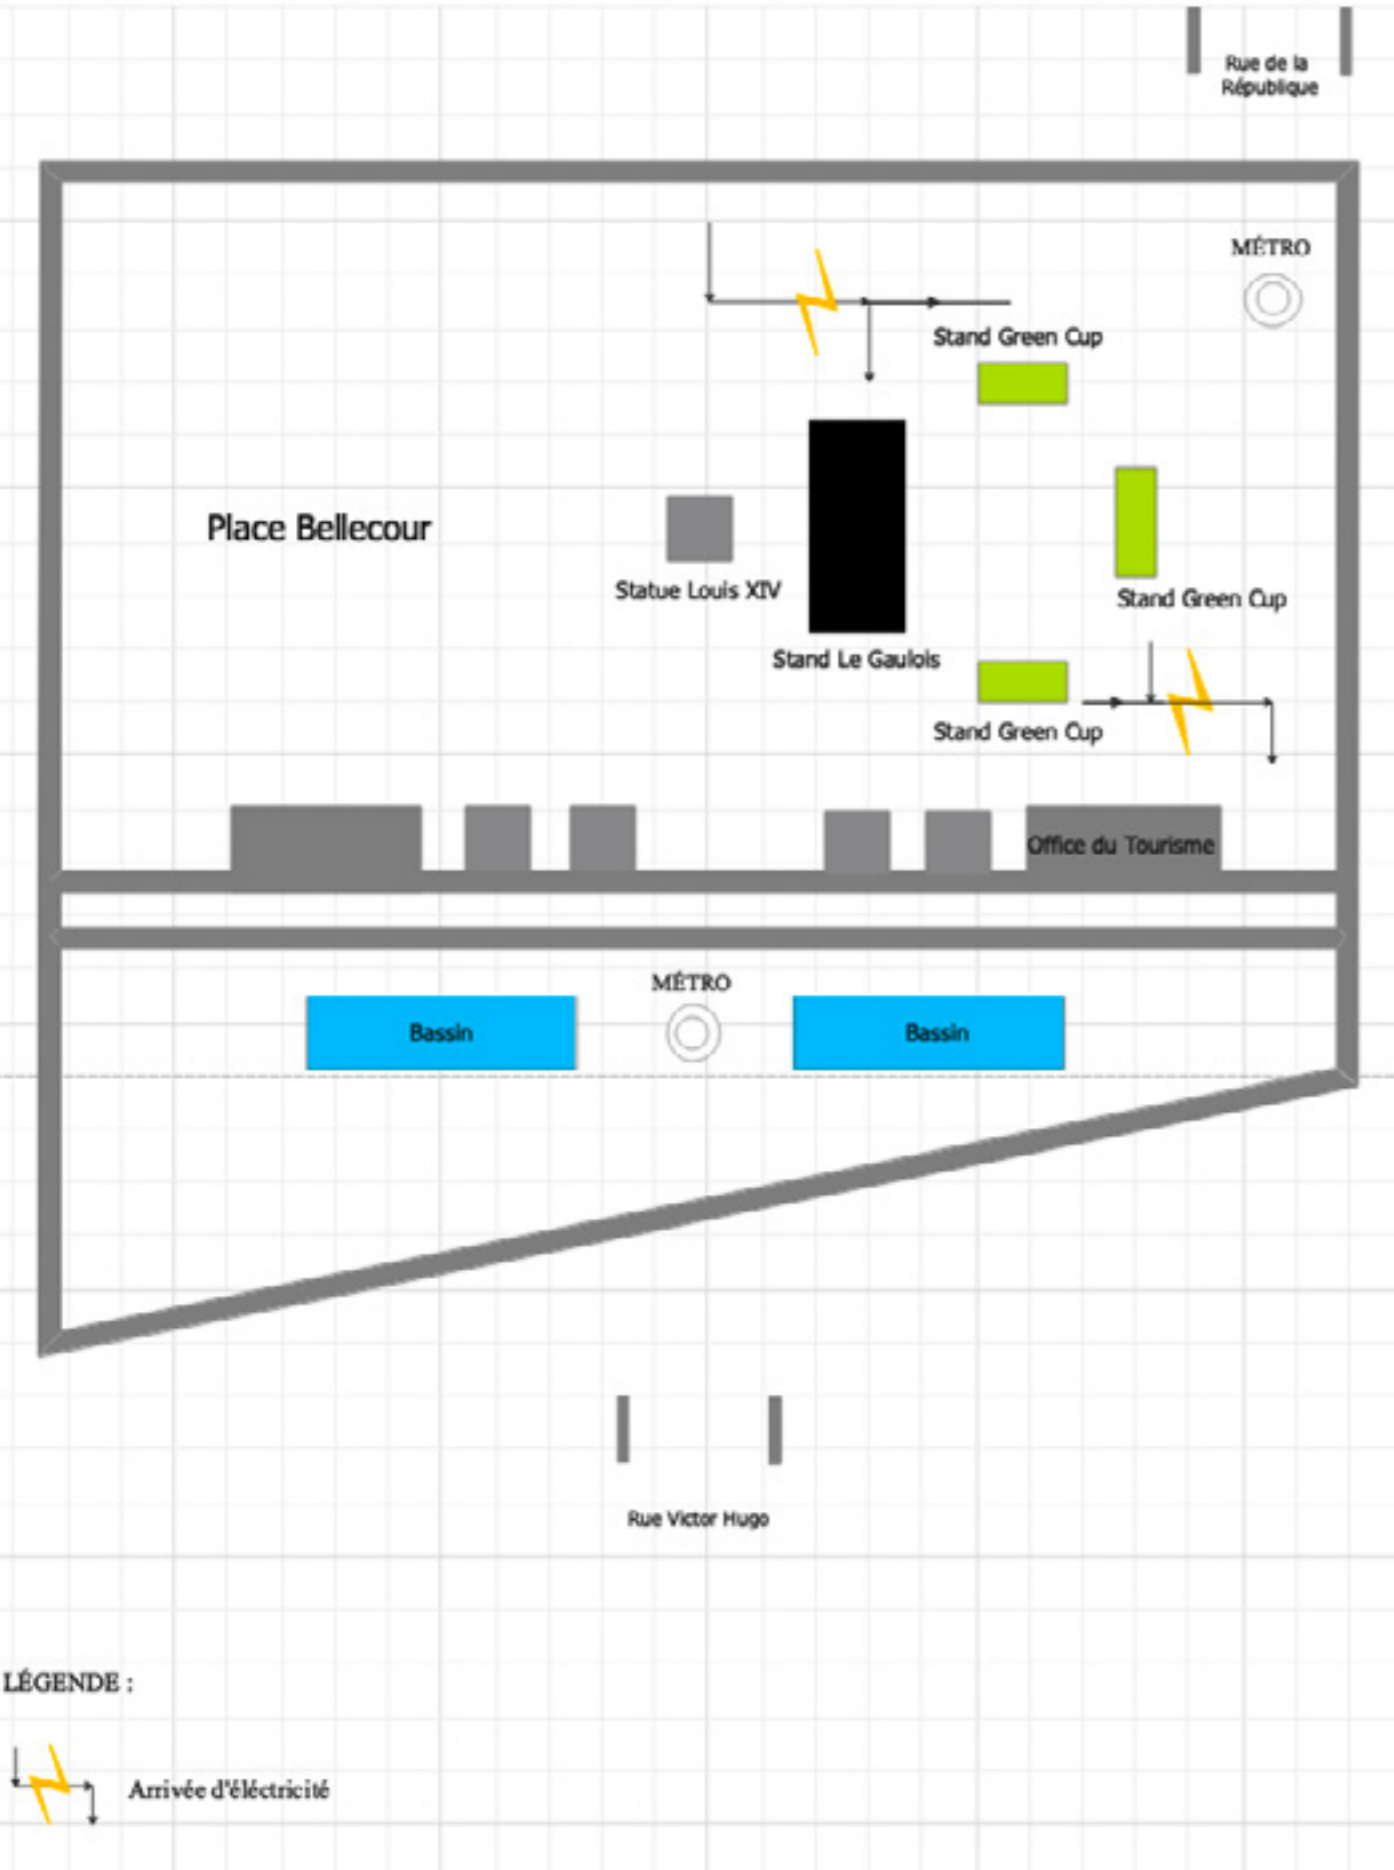 Rue de la
République
MÉTRO
Stand Green Cup
Place Bellecour
Statue Louis XIV
Stand Green Cup
Stand Le Gaulois
Stand Green Cup
Office du Tourisme
MÉTRO
Bassin
Bassin
Rue Victor Hugo
LÉGENDE :
Arrivée d'éléctricité